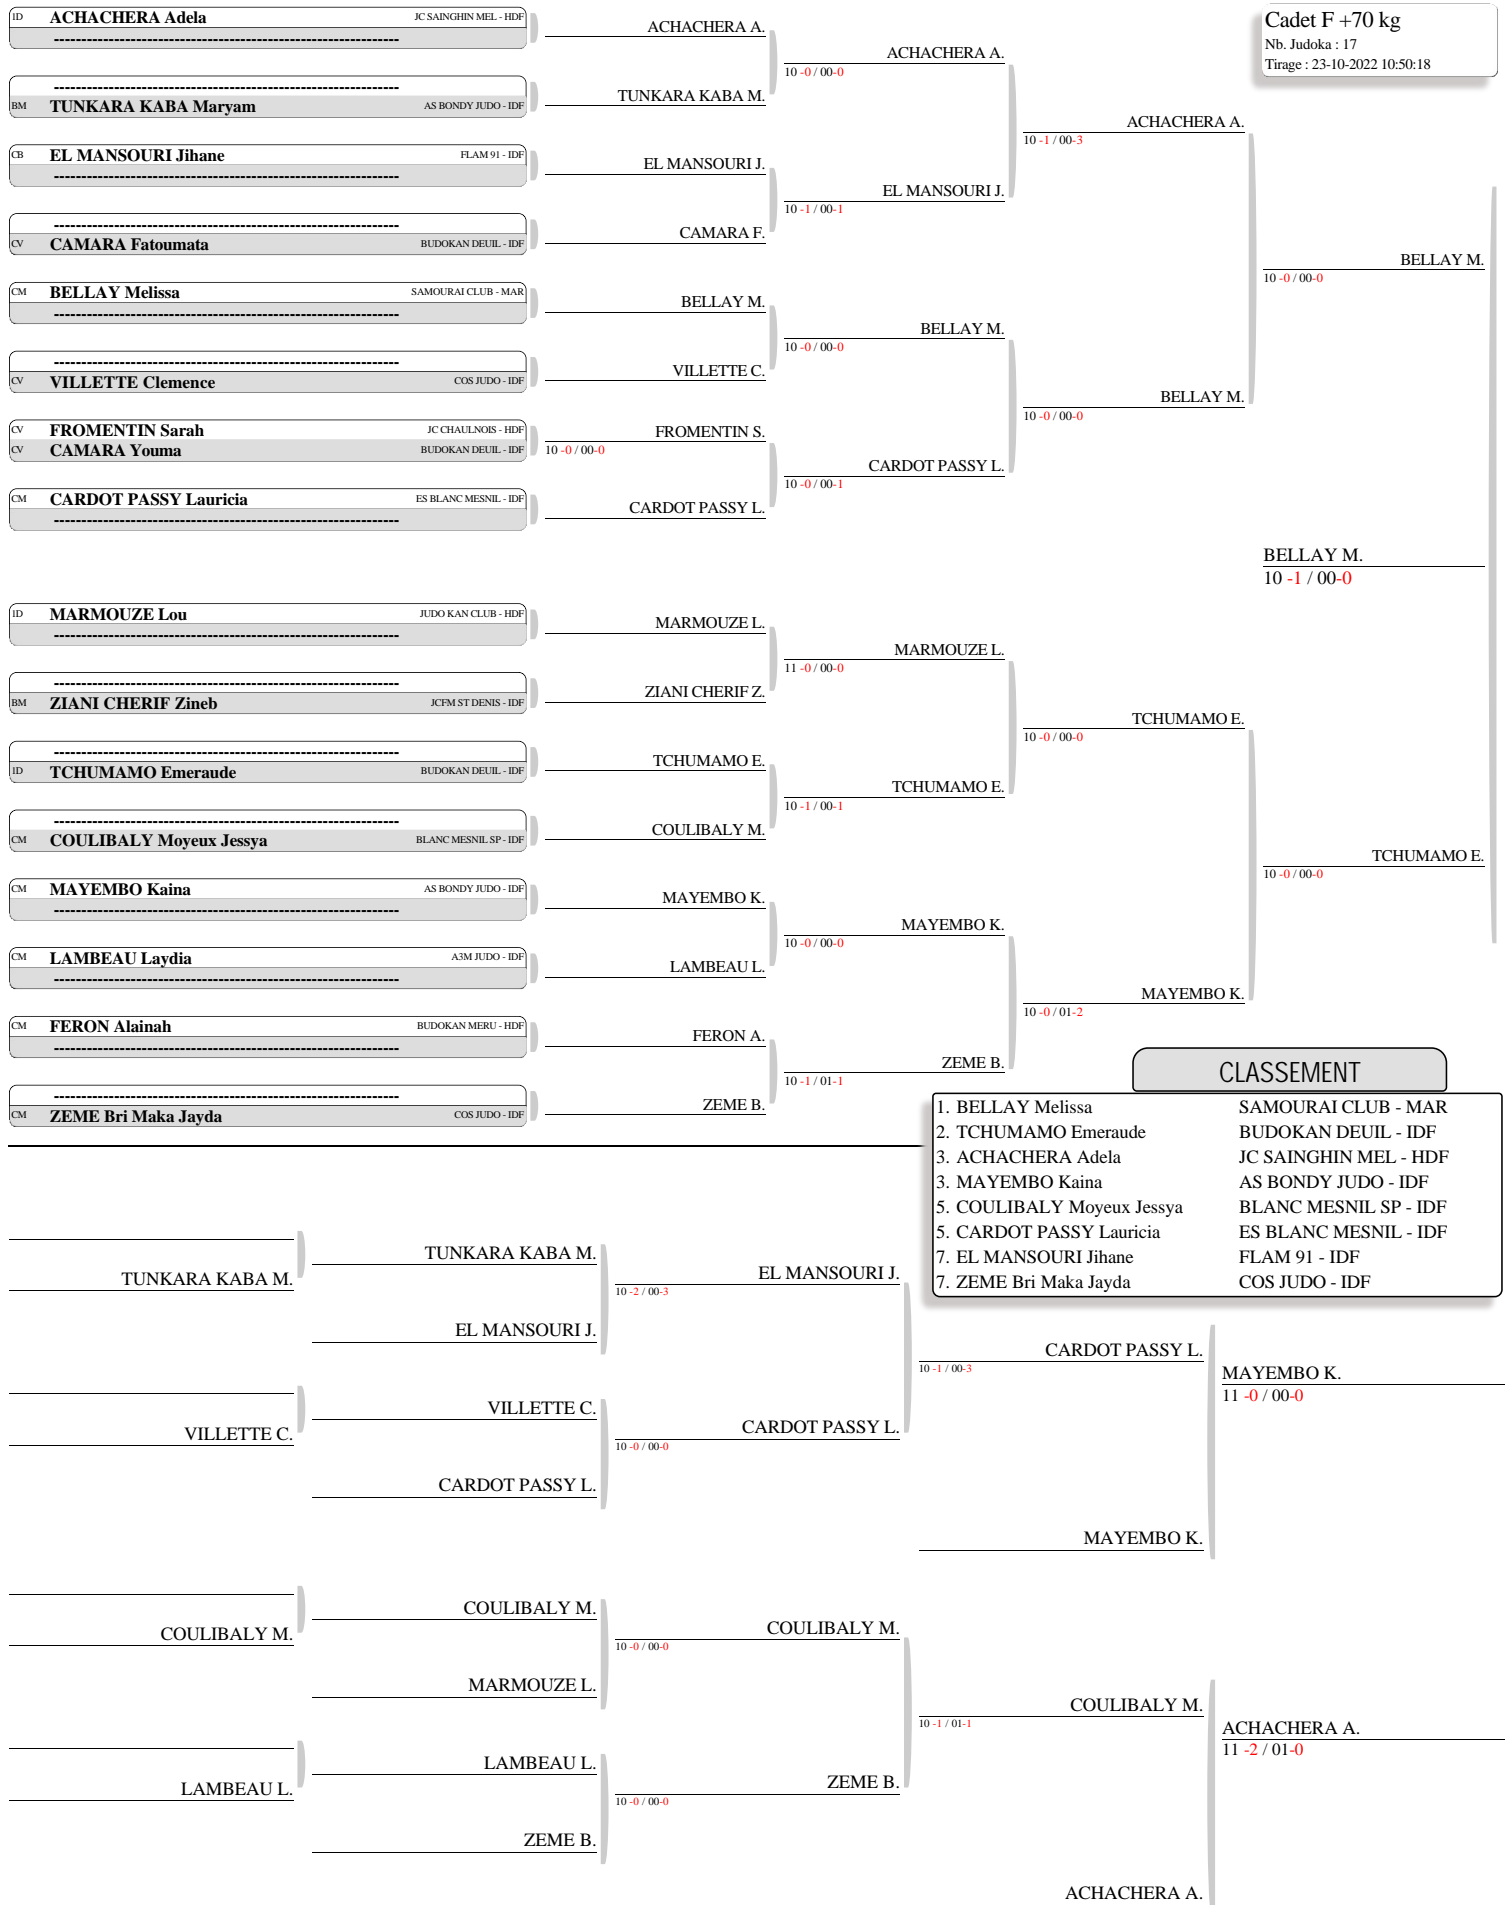 Cadet F +70 kg
Nb. Judoka : 17
Tirage : 23-10-2022 10:50:18
1D ACHACHERA Adela JC SAINGHIN MEL - HDF
BM TUNKARA KABA Maryam AS BONDY JUDO - IDF
CB EL MANSOURI Jihane FLAM 91 - IDF
CV CAMARA Fatoumata BUDOKAN DEUIL - IDF
CM BELLAY Melissa SAMOURAI CLUB - MAR
CV VILLETTE Clemence COS JUDO - IDF
CV FROMENTIN Sarah JC CHAULNOIS - HDF
CV CAMARA Youma BUDOKAN DEUIL - IDF
CM CARDOT PASSY Lauricia ES BLANC MESNIL - IDF
1D MARMOUZE Lou JUDO KAN CLUB - HDF
BM ZIANI CHERIF Zineb JCFM ST DENIS - IDF
1D TCHUMAMO Emeraude BUDOKAN DEUIL - IDF
CM COULIBALY Moyeux Jessya BLANC MESNIL SP - IDF
CM MAYEMBO Kaina AS BONDY JUDO - IDF
CM LAMBEAU Laydia A3M JUDO - IDF
CM FERON Alainah BUDOKAN MERU - HDF
CM ZEME Bri Maka Jayda COS JUDO - IDF
ACHACHERA A.
TUNKARA KABA M.
EL MANSOURI J.
CAMARA F.
BELLAY M.
VILLETTE C.
FROMENTIN S.
10 -0 / 00-0
CARDOT PASSY L.
MARMOUZE L.
ZIANI CHERIF Z.
TCHUMAMO E.
COULIBALY M.
MAYEMBO K.
LAMBEAU L.
FERON A.
ZEME B.
ACHACHERA A.
10 -0 / 00-0
EL MANSOURI J.
10 -1 / 00-1
BELLAY M.
10 -0 / 00-0
CARDOT PASSY L.
10 -0 / 00-1
MARMOUZE L.
11 -0 / 00-0
TCHUMAMO E.
10 -1 / 00-1
MAYEMBO K.
10 -0 / 00-0
ZEME B.
10 -1 / 01-1
ACHACHERA A.
10 -1 / 00-3
BELLAY M.
10 -0 / 00-0
TCHUMAMO E.
10 -0 / 00-0
MAYEMBO K.
10 -0 / 01-2
BELLAY M.
10 -0 / 00-0
TCHUMAMO E.
10 -0 / 00-0
BELLAY M.
10 -1 / 00-0
CLASSEMENT
1. BELLAY Melissa SAMOURAI CLUB - MAR
2. TCHUMAMO Emeraude BUDOKAN DEUIL - IDF
3. ACHACHERA Adela JC SAINGHIN MEL - HDF
3. MAYEMBO Kaina AS BONDY JUDO - IDF
5. COULIBALY Moyeux Jessya BLANC MESNIL SP - IDF
5. CARDOT PASSY Lauricia ES BLANC MESNIL - IDF
7. EL MANSOURI Jihane FLAM 91 - IDF
7. ZEME Bri Maka Jayda COS JUDO - IDF
TUNKARA KABA M.
VILLETTE C.
COULIBALY M.
LAMBEAU L.
TUNKARA KABA M.
EL MANSOURI J.
VILLETTE C.
CARDOT PASSY L.
COULIBALY M.
MARMOUZE L.
LAMBEAU L.
ZEME B.
EL MANSOURI J.
10 -2 / 00-3
CARDOT PASSY L.
10 -0 / 00-0
COULIBALY M.
10 -0 / 00-0
ZEME B.
10 -0 / 00-0
CARDOT PASSY L.
10 -1 / 00-3
MAYEMBO K.
COULIBALY M.
10 -1 / 01-1
ACHACHERA A.
MAYEMBO K.
11 -0 / 00-0
ACHACHERA A.
11 -2 / 01-0